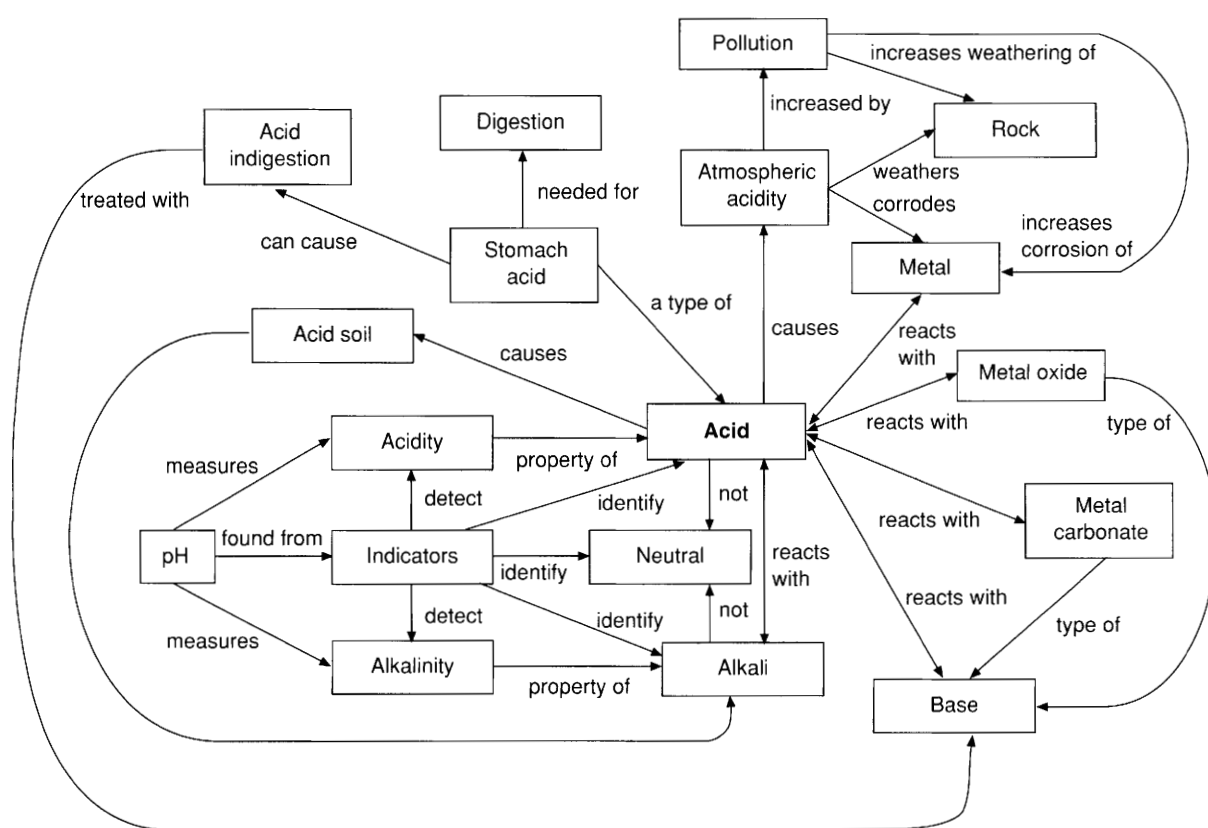 Pollution
increases weathering of
increased by
Digestion
Rock
Acid
indigestion
Atmospheric
acidity
treated with
needed for
weathers
corrodes
can cause
Stomach
acid
increases
corrosion of
Metal
a type of
Acid soil
causes
causes
reacts
with
Metal oxide
Acidity
Acid
reacts with
type of
measures
property of
detect
identify
not
Metal
carbonate
reacts with
pH
found from
Indicators
identify
Neutral
reacts
with
reacts with
detect
identify
not
type of
measures
Alkalinity
property of
Alkali
Base